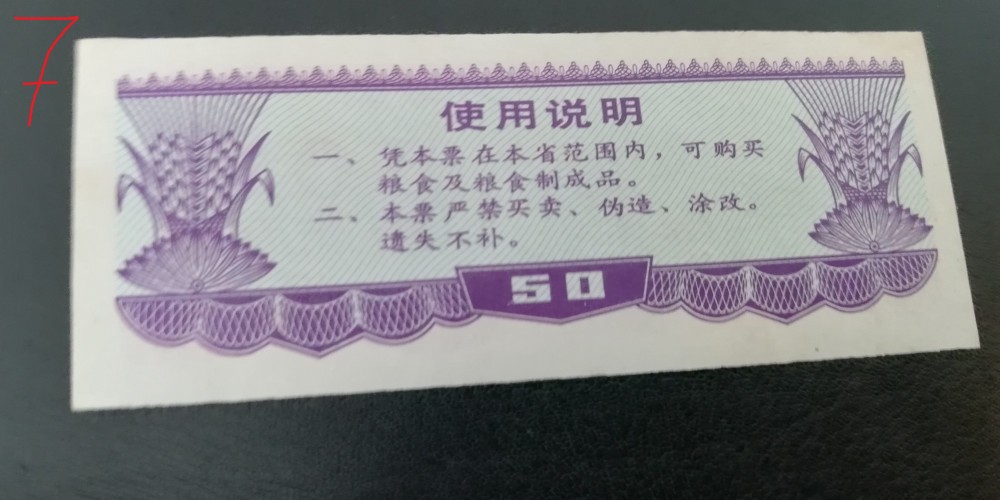 7
使用说明
一、凭本票在本省范围内，可购买
粮食及粮食制成品。
二、本票严禁买卖、伪造、涂改。
遗失不补。
50